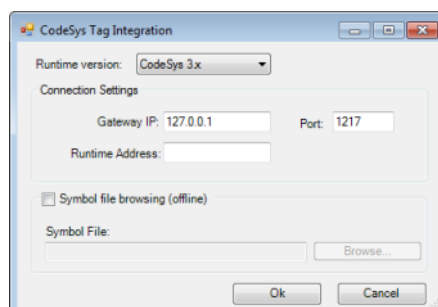 CodeSys Tag Integration
Runtime version: CodeSys 3.x
Connection Settings
Gateway IP: 127.0.0.1 Port: 1217
Runtime Address:
Symbol file browsing (offline)
Symbol File:
Browse...
Ok Cancel